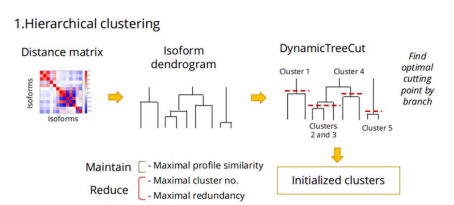 1.Hierarchical clustering
Distance matrix
Isoforms
Isoforms
Isoform
dendrogram
DynamicTreeCut
Cluster 1
Cluster 4
Clusters
2 and 3
Cluster 5
Find
optimal
cutting
point by
branch
Maintain
- Maximal profile similarity
Reduce
- Maximal cluster no.
- Maximal redundancy
Initialized clusters